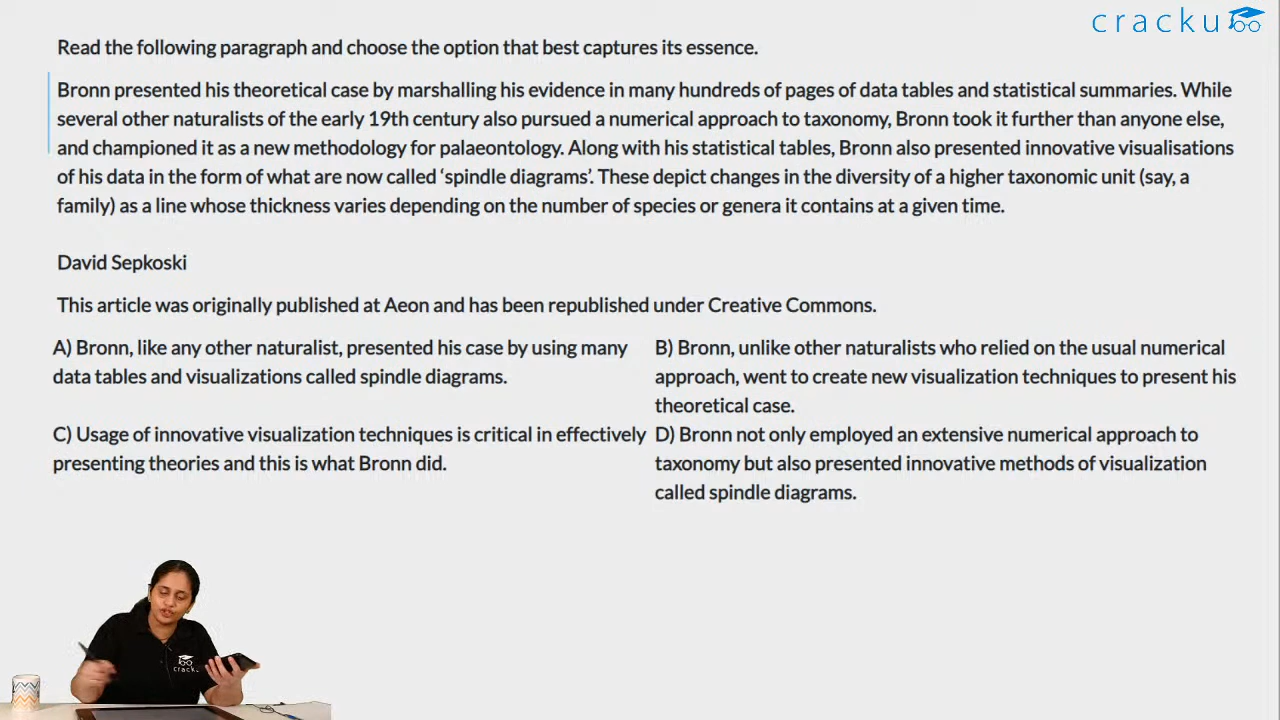 cracku
Read the following paragraph and choose the option that best captures its essence.
Bronn presented his theoretical case by marshalling his evidence in many hundreds of pages of data tables and statistical summaries. While
several other naturalists of the early 19th century also pursued a numerical approach to taxonomy, Bronn took it further than anyone else,
and championed it as a new methodology for palaeontology. Along with his statistical tables, Bronn also presented innovative visualisations
of his data in the form of what are now called ‘spindle diagrams’. These depict changes in the diversity of a higher taxonomic unit (say, a
family) as a line whose thickness varies depending on the number of species or genera it contains at a given time.
David Sepkoski
This article was originally published at Aeon and has been republished under Creative Commons.
A) Bronn, like any other naturalist, presented his case by using many
data tables and visualizations called spindle diagrams.
B) Bronn, unlike other naturalists who relied on the usual numerical
approach, went to create new visualization techniques to present his
theoretical case.
C) Usage of innovative visualization techniques is critical in effectively
presenting theories and this is what Bronn did.
D) Bronn not only employed an extensive numerical approach to
taxonomy but also presented innovative methods of visualization
called spindle diagrams.